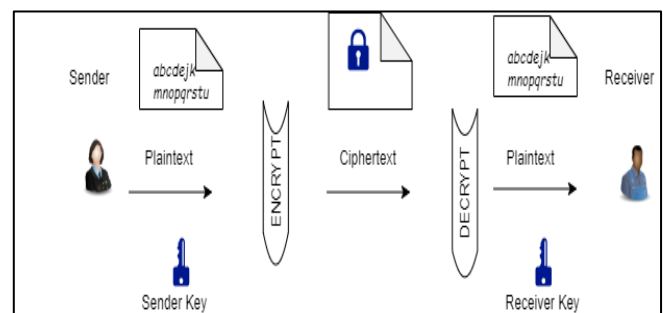 Sender
abcdejk
mnopqrstu
abcdejk
mnopqrstu
Receiver
Plaintext
ENCRYPT
Ciphertext
DECRYPT
Plaintext
Sender Key
Receiver Key